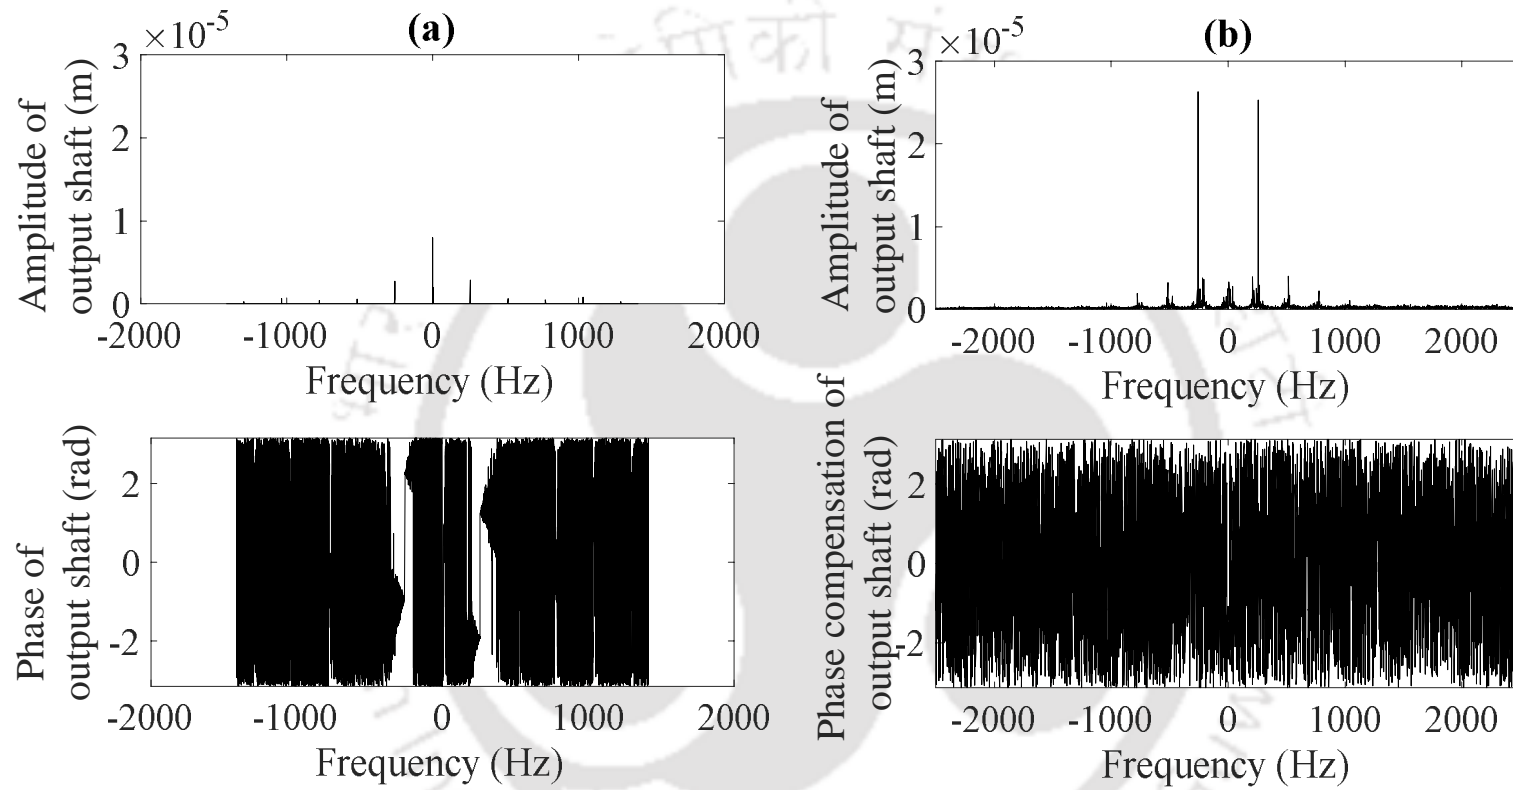 (a)
×10-5
3
2
1
0
Amplitude of
output shaft (m)
-2000 -1000 0 1000 2000
Frequency (Hz)
(b)
×10-5
3
2
1
0
Amplitude of
output shaft (m)
-2000 -1000 0 1000 2000
Frequency (Hz)
2
0
-2
Phase of
output shaft (rad)
-2000 -1000 0 1000 2000
Frequency (Hz)
2
0
-2
Phase compensation of
output shaft (rad)
-2000 -1000 0 1000 2000
Frequency (Hz)